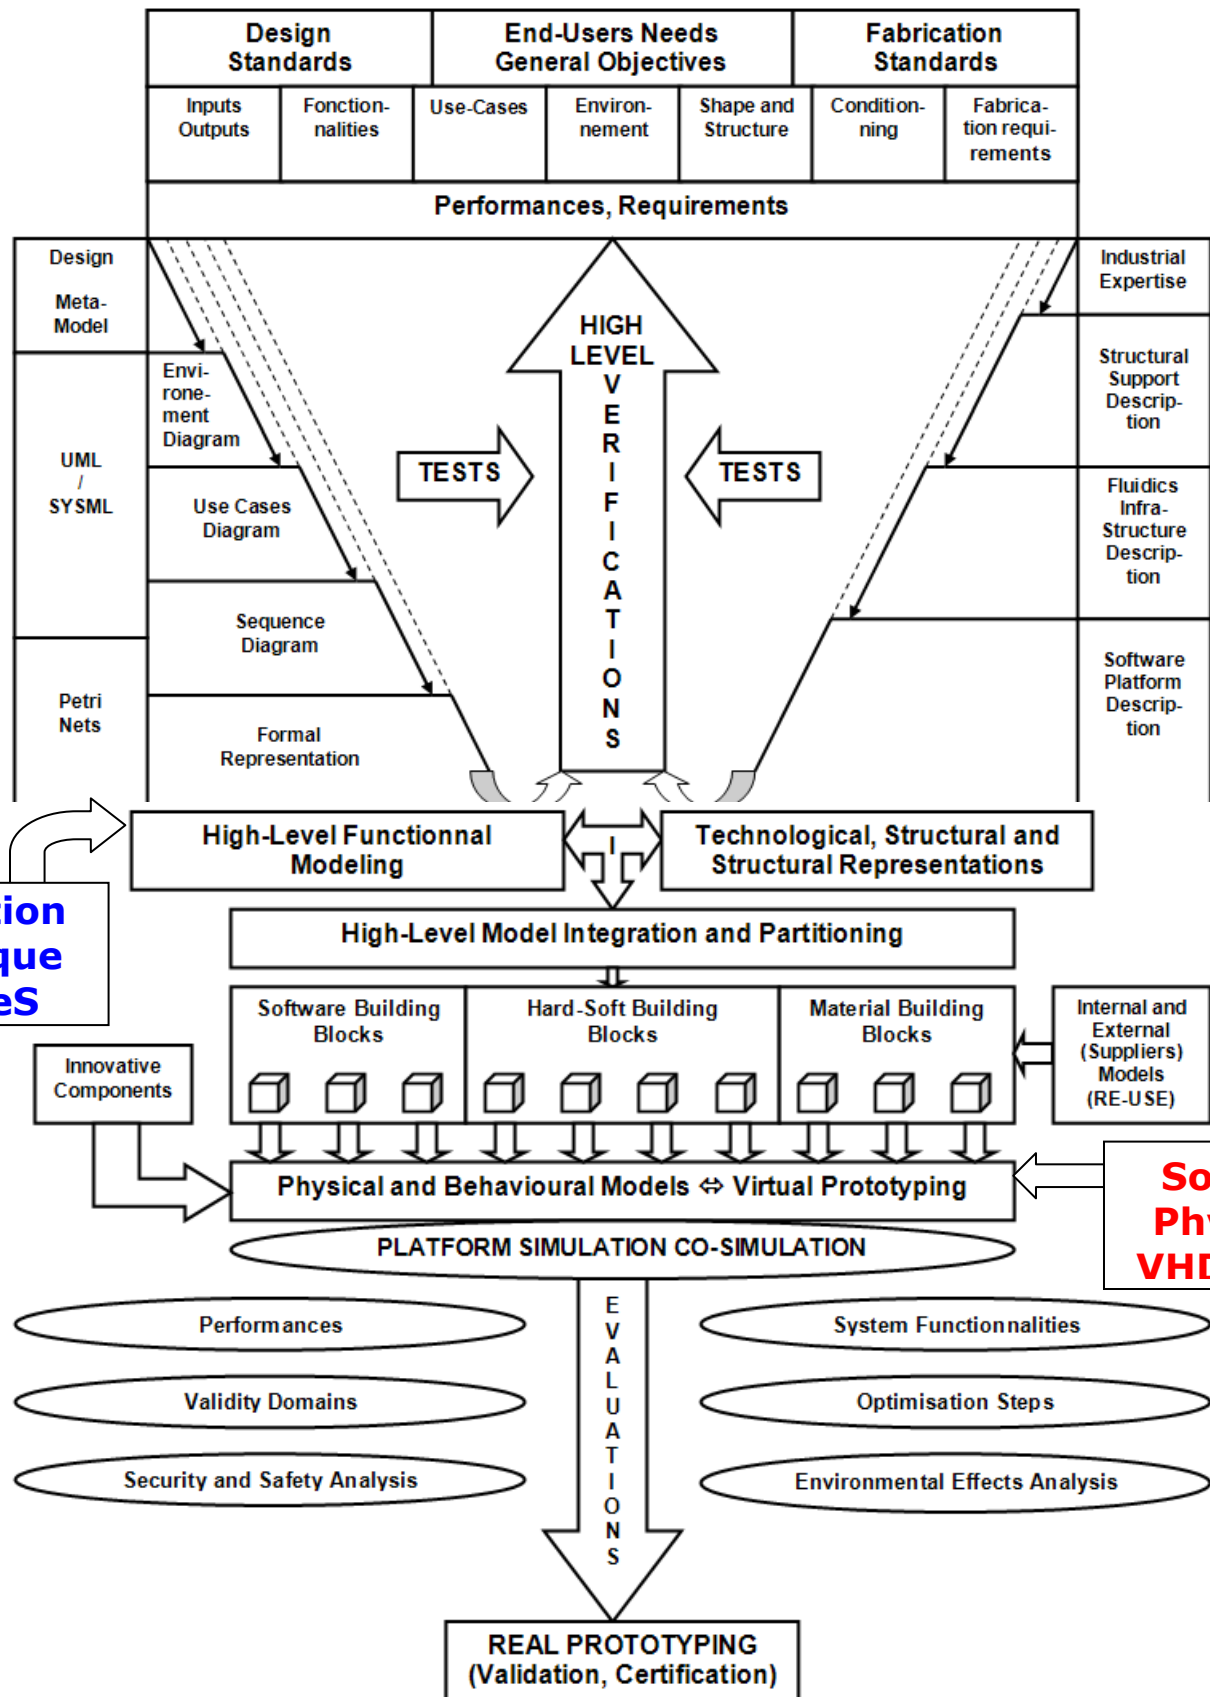 Design
Standards
End-Users Needs
General Objectives
Fabrication
Standards
Inputs
Outputs
Fonction-
nalities
Use-Cases
Environ-
nement
Shape and
Structure
Condition-
ning
Fabrica-
tion requi-
rements
Performances, Requirements
Design
Meta-
Model
UML
/
SYSML
Petri
Nets
Envi-
rone-
ment
Diagram
Use Cases
Diagram
Sequence
Diagram
Formal
Representation
TESTS
HIGH
LEVEL
V
E
R
I
F
I
C
A
T
I
O
N
S
TESTS
Industrial
Expertise
Structural
Support
Descrip-
tion
Fluidics
Infra-
Structure
Descrip-
tion
Software
Platform
Descrip-
tion
High-Level Functionnal
Modeling
I
Technological, Structural and
Structural Representations
tion
que
eS
High-Level Model Integration and Partitioning
Software Building
Blocks
Hard-Soft Building
Blocks
Material Building
Blocks
Internal and
External
(Suppliers)
Models
(RE-USE)
Innovative
Components
Physical and Behavioural Models ⇔ Virtual Prototyping
So
Phy
VHD
PLATFORM SIMULATION CO-SIMULATION
E
V
A
L
U
A
T
I
O
N
S
Performances
Validity Domains
Security and Safety Analysis
System Functionnalities
Optimisation Steps
Environmental Effects Analysis
REAL PROTOTYPING
(Validation, Certification)